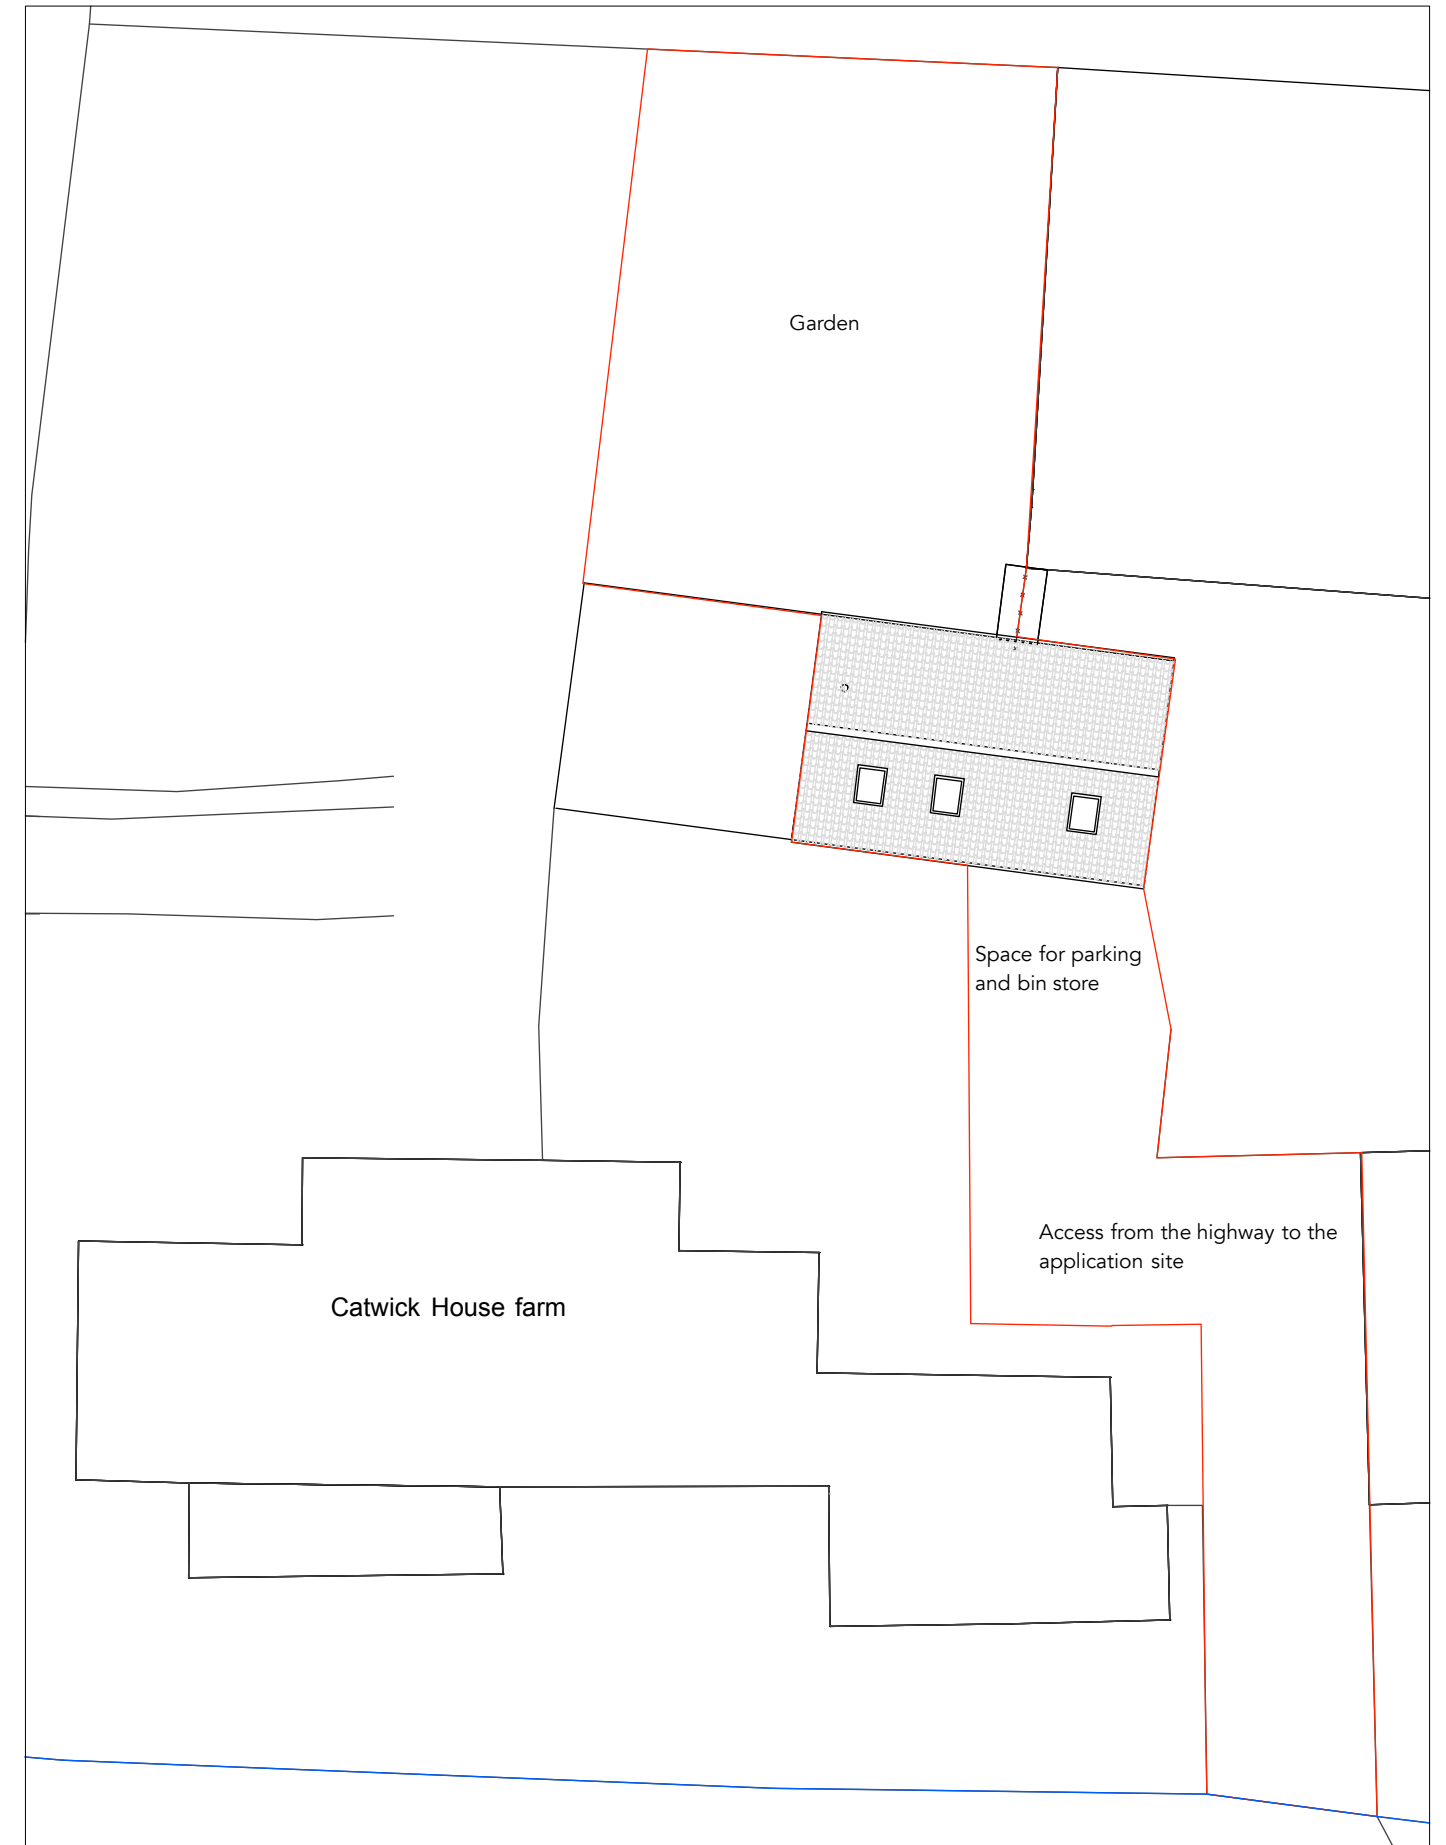 Garden
Space for parking
and bin store
Access from the highway to the
application site
Catwick House farm